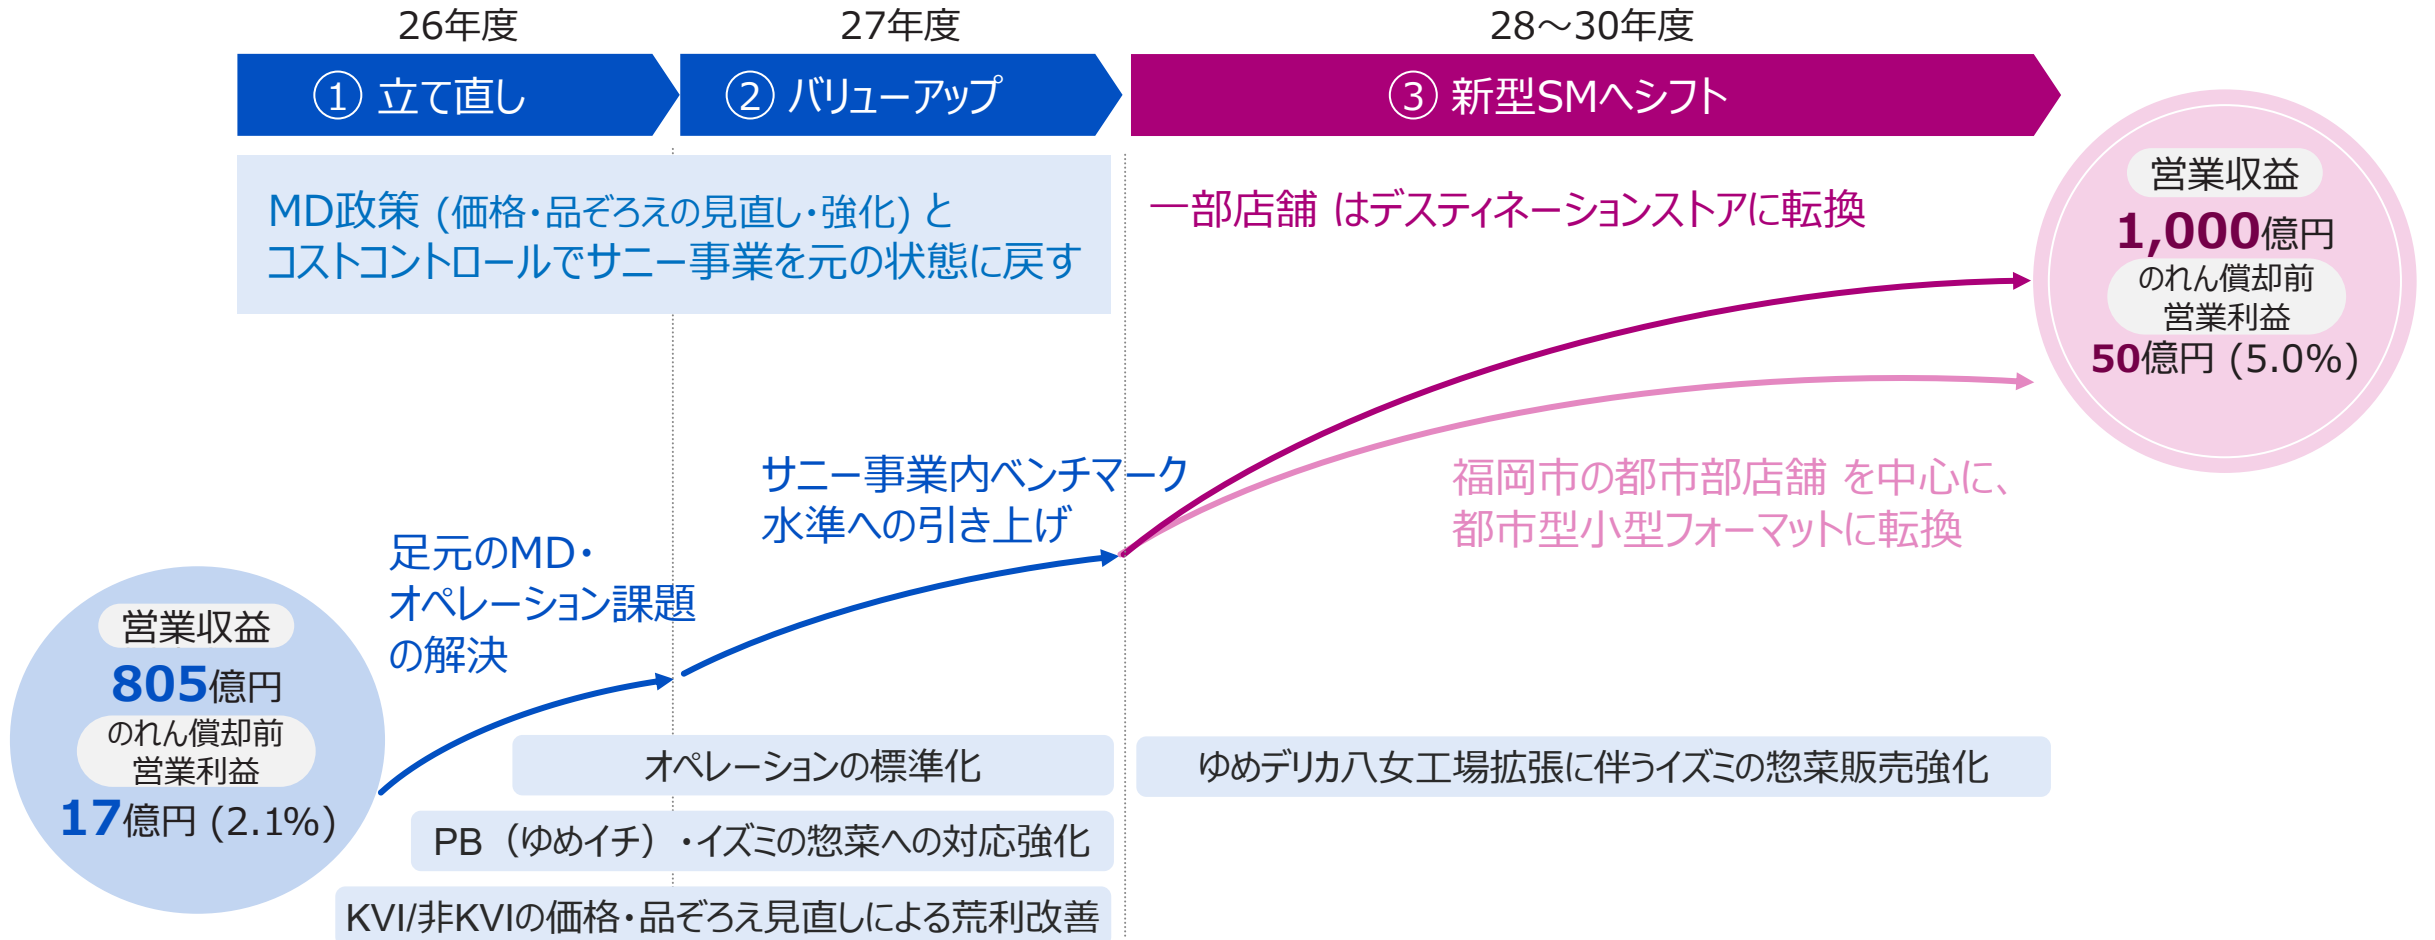 26年度
27年度
28～30年度
① 立て直し
② バリューアップ
③ 新型SMへシフト
MD政策 (価格・品ぞろえの見直し・強化) と
コストコントロールでサニー事業を元の状態に戻す
一部店舗 はデスティネーションストアに転換
営業収益
1,000億円
のれん償却前
営業利益
50億円 (5.0%)
サニー事業内ベンチマーク
水準への引き上げ
福岡市の都市部店舗 を中心に、
都市型小型フォーマットに転換
足元のMD・
オペレーション課題
の解決
営業収益
805億円
のれん償却前
営業利益
17億円 (2.1%)
オペレーションの標準化
ゆめデリカ八女工場拡張に伴うイズミの惣菜販売強化
PB（ゆめイチ）・イズミの惣菜への対応強化
KVI/非KVIの価格・品ぞろえ見直しによる荒利改善